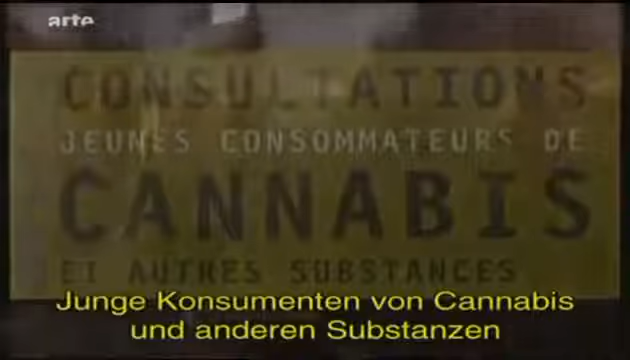 arte
CONSULTATIONS
JEUNES CONSOMMATEURS DE
CANNABIS
ET AUTRES SUBSTANCES
Junge Konsumenten von Cannabis
und anderen Substanzen